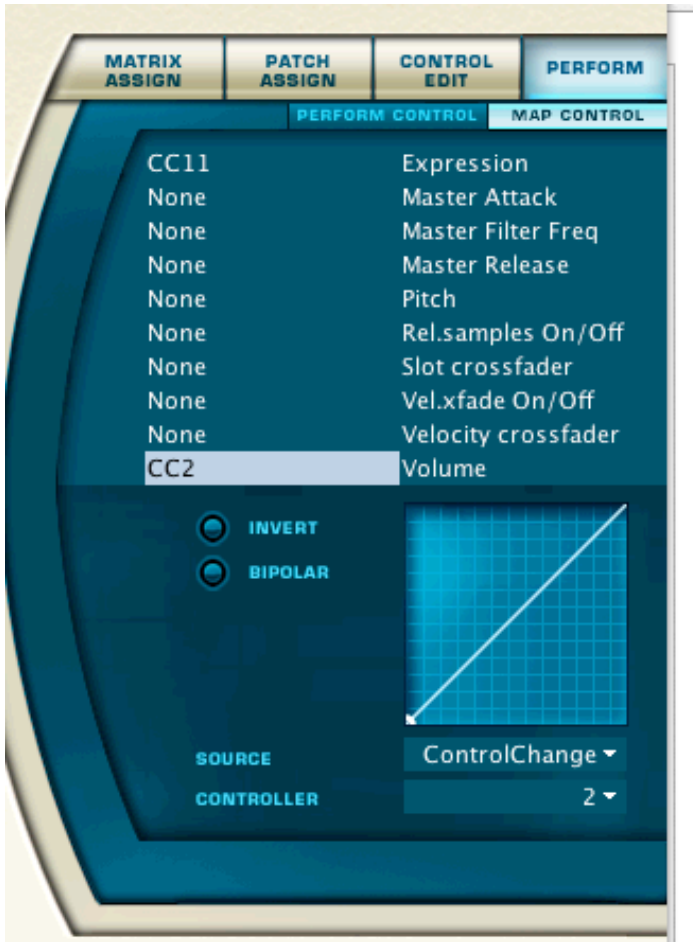 MATRIX ASSIGN PATCH ASSIGN CONTROL EDIT PERFORM
PERFORM CONTROL MAP CONTROL
CC11 Expression
None Master Attack
None Master Filter Freq
None Master Release
None Pitch
None Rel.samples On/Off
None Slot crossfader
None Vel.xfade On/Off
None Velocity crossfader
CC2 Volume
INVERT
BIPOLAR
SOURCE ControlChange
CONTROLLER 2